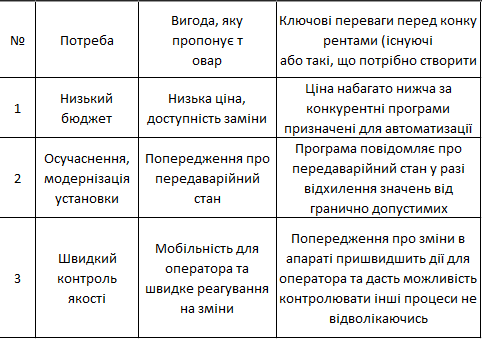 №
Потреба
Вигода, яку
пропонує т
овар
Ключові переваги перед конку
рентами (існуючі
або такі, що потрібно створити
1
Низький
бюджет
Низька ціна,
доступність заміни
Ціна набагато нижча за
конкурентні програми
призначені для автоматизації
2
Осучаснення,
модернізація
установки
Попередження про
передаварійний
стан
Програма повідомляє про
передаварійний стан у разі
відхилення значень від
гранично допустимих
3
Швидкий
контроль
якості
Мобільність для
оператора та
швидке реагування
на зміни
Попередження про зміни в
апараті пришвидшить дії для
оператора та дасть можливість
контролювати інші процеси не
відволікаючись